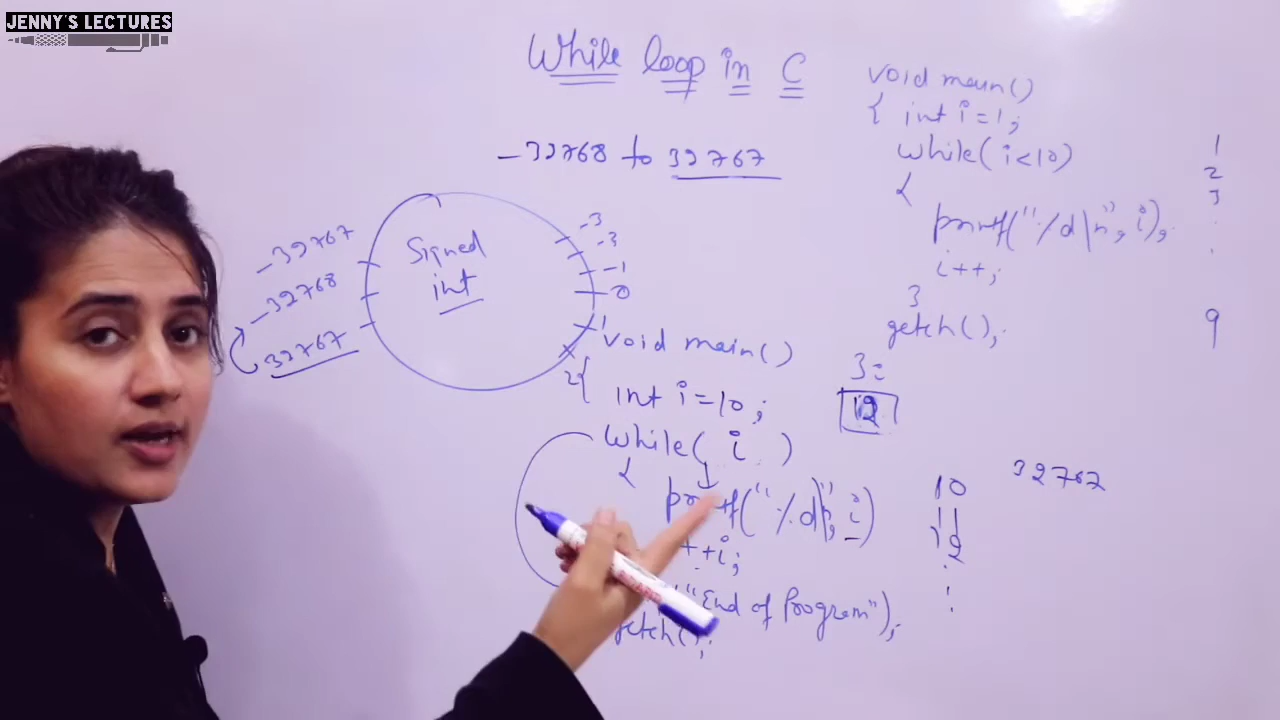 JENNY'S LECTURES
While loop in C
-32768 to 32767
-32767
-32768
32767
Signed
int
-3
-3
-1
0
1
2
void main()
{ int i=1;
while( i<10)
{
printf("%d\n", i);
i++;
}
getch();
}:
1
2
3
.
.
9
void main()
{
int i=10;
while( i )
{
printf("%d\n", i)
++i;
"End of Program");
getch();
12
10
11
12
.
.
.
32767